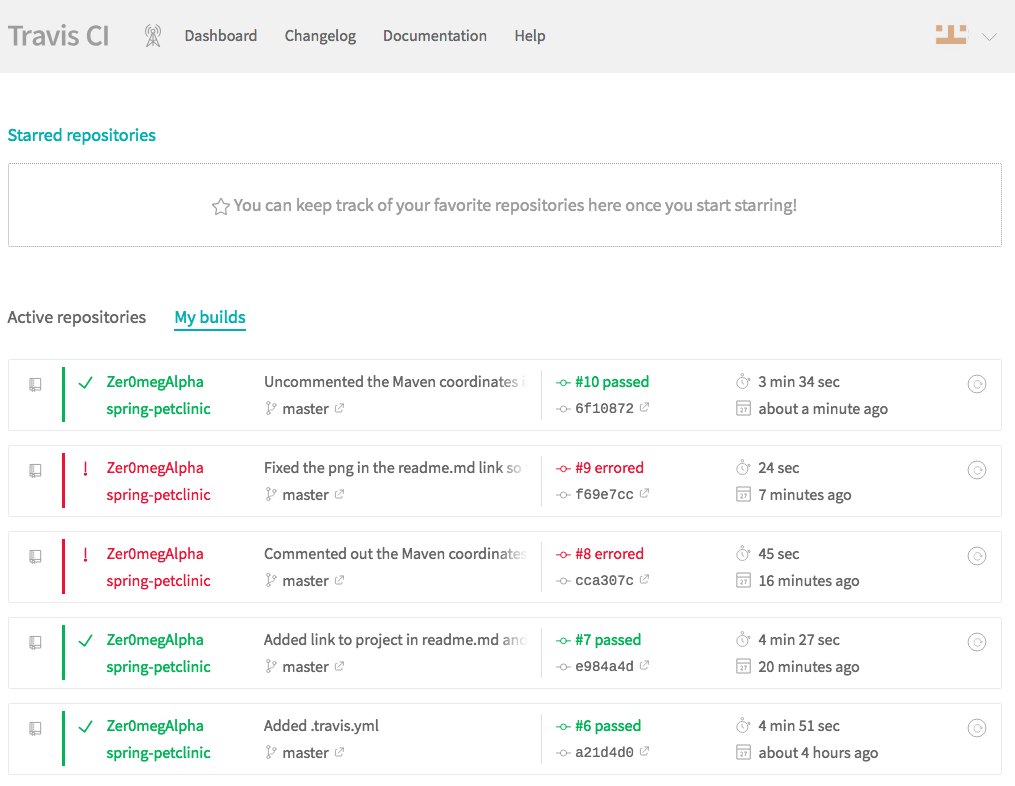 Travis CI Dashboard Changelog Documentation Help
Starred repositories
You can keep track of your favorite repositories here once you start starring!
Active repositories My builds
Zer0megAlpha Uncommented the Maven coordinates i #10 passed 3 min 34 sec
spring-petclinic master 6f10872 27 about a minute ago
Zer0megAlpha Fixed the png in the readme.md link so #9 errored 24 sec
spring-petclinic master f69e7cc 27 7 minutes ago
Zer0megAlpha Commented out the Maven coordinates #8 errored 45 sec
spring-petclinic master cca307c 27 16 minutes ago
Zer0megAlpha Added link to project in readme.md and #7 passed 4 min 27 sec
spring-petclinic master e984a4d 27 20 minutes ago
Zer0megAlpha Added .travis.yml #6 passed 4 min 51 sec
spring-petclinic master a21d4d0 27 about 4 hours ago